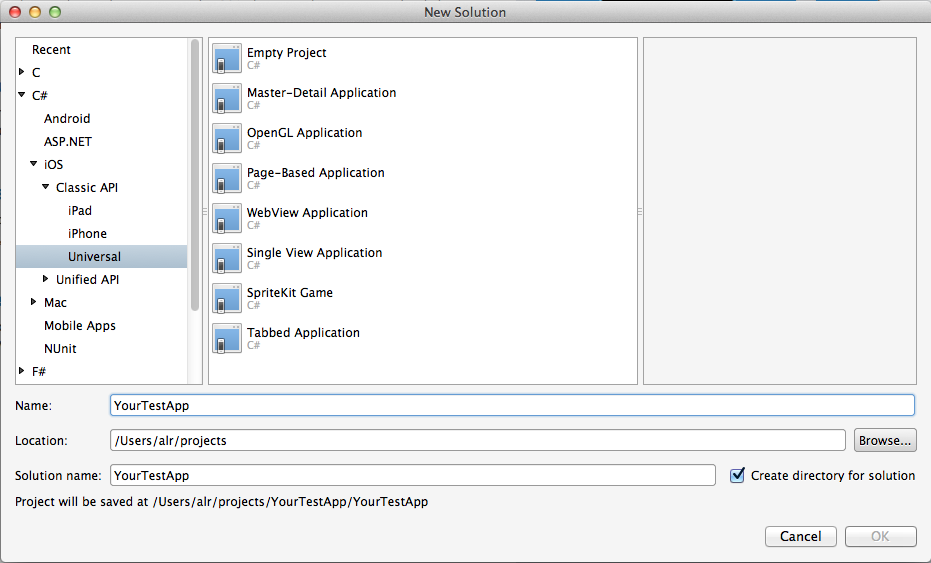 New Solution
Recent
C
C#
Android
ASP.NET
iOS
Classic API
iPad
iPhone
Universal
Unified API
Mac
Mobile Apps
NUnit
F#
Empty Project
C#
Master-Detail Application
C#
OpenGL Application
C#
Page-Based Application
C#
WebView Application
C#
Single View Application
C#
SpriteKit Game
C#
Tabbed Application
C#
Name: YourTestApp
Location: /Users/alr/projects Browse...
Solution name: YourTestApp Create directory for solution
Project will be saved at /Users/alr/projects/YourTestApp/YourTestApp
Cancel OK